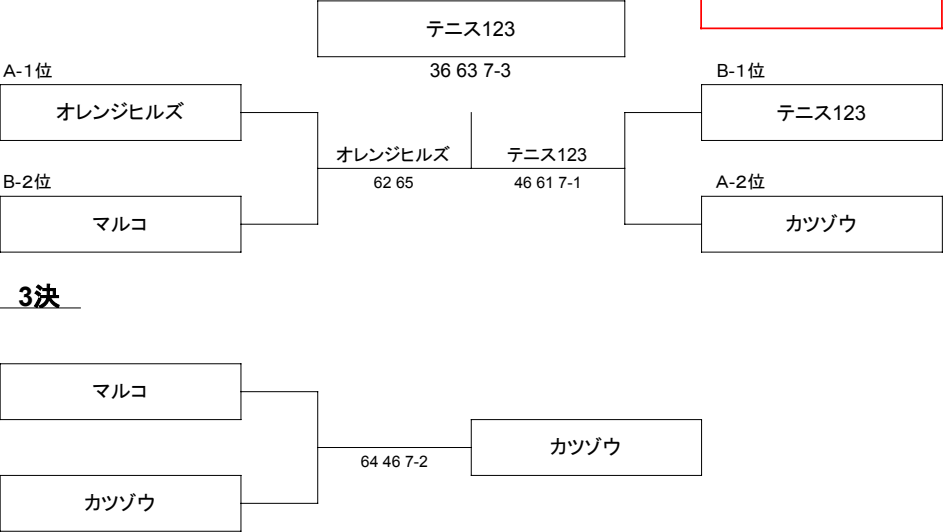 テニス123
36 63 7-3
A-1位
B-1位
オレンジヒルズ
テニス123
オレンジヒルズ
テニス123
62 65
46 61 7-1
B-2位
A-2位
マルコ
カツゾウ
3決
マルコ
カツゾウ
64 46 7-2
カツゾウ